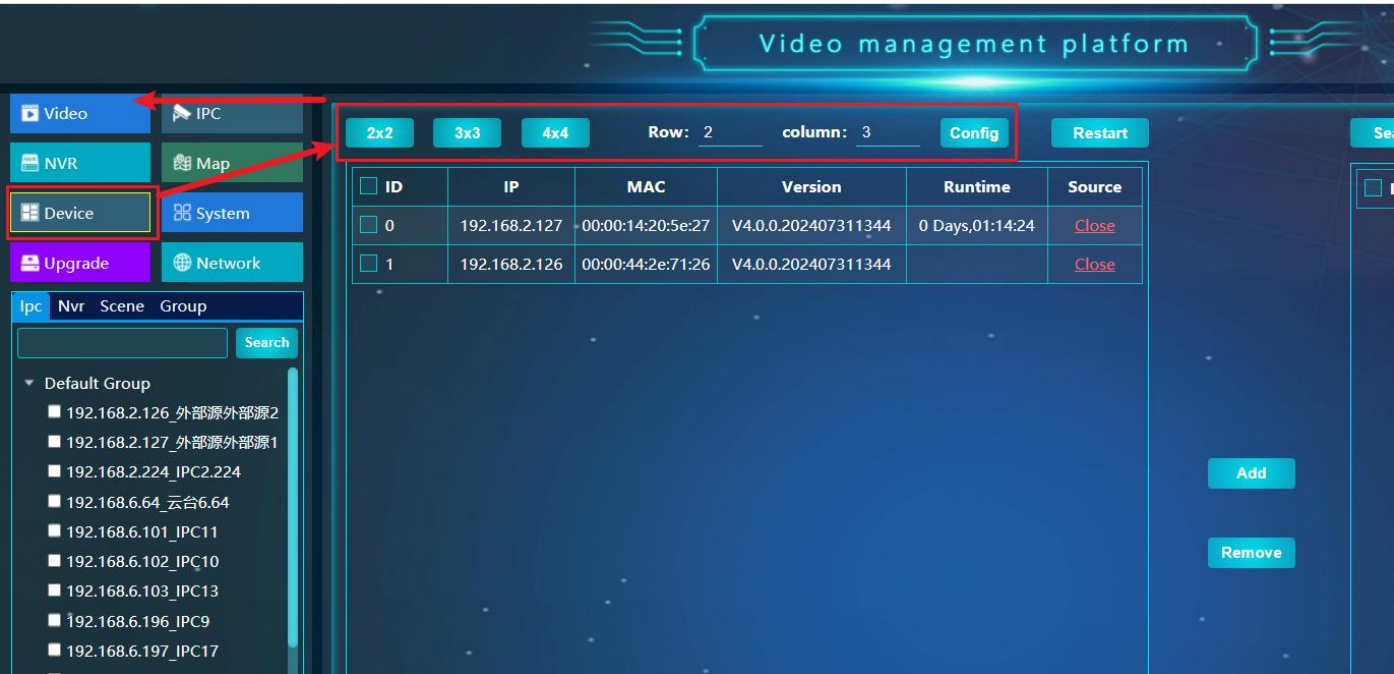 Video management platform
Video IPC
NVR Map
Device System
Upgrade Network
Ipc Nvr Scene Group
Search
Default Group
192.168.2.126_外部源外部源2
192.168.2.127_外部源外部源1
192.168.2.224_IPC2.224
192.168.6.64_云台6.64
192.168.6.101_IPC11
192.168.6.102_IPC10
192.168.6.103_IPC13
192.168.6.196_IPC9
192.168.6.197_IPC17
2x2 3x3 4x4 Row: 2 column: 3 Config Restart
ID IP MAC Version Runtime Source
0 192.168.2.127 00:00:14:20:5e:27 V4.0.0.202407311344 0 Days,01:14:24 Close
1 192.168.2.126 00:00:44:2e:71:26 V4.0.0.202407311344 Close
Add
Remove